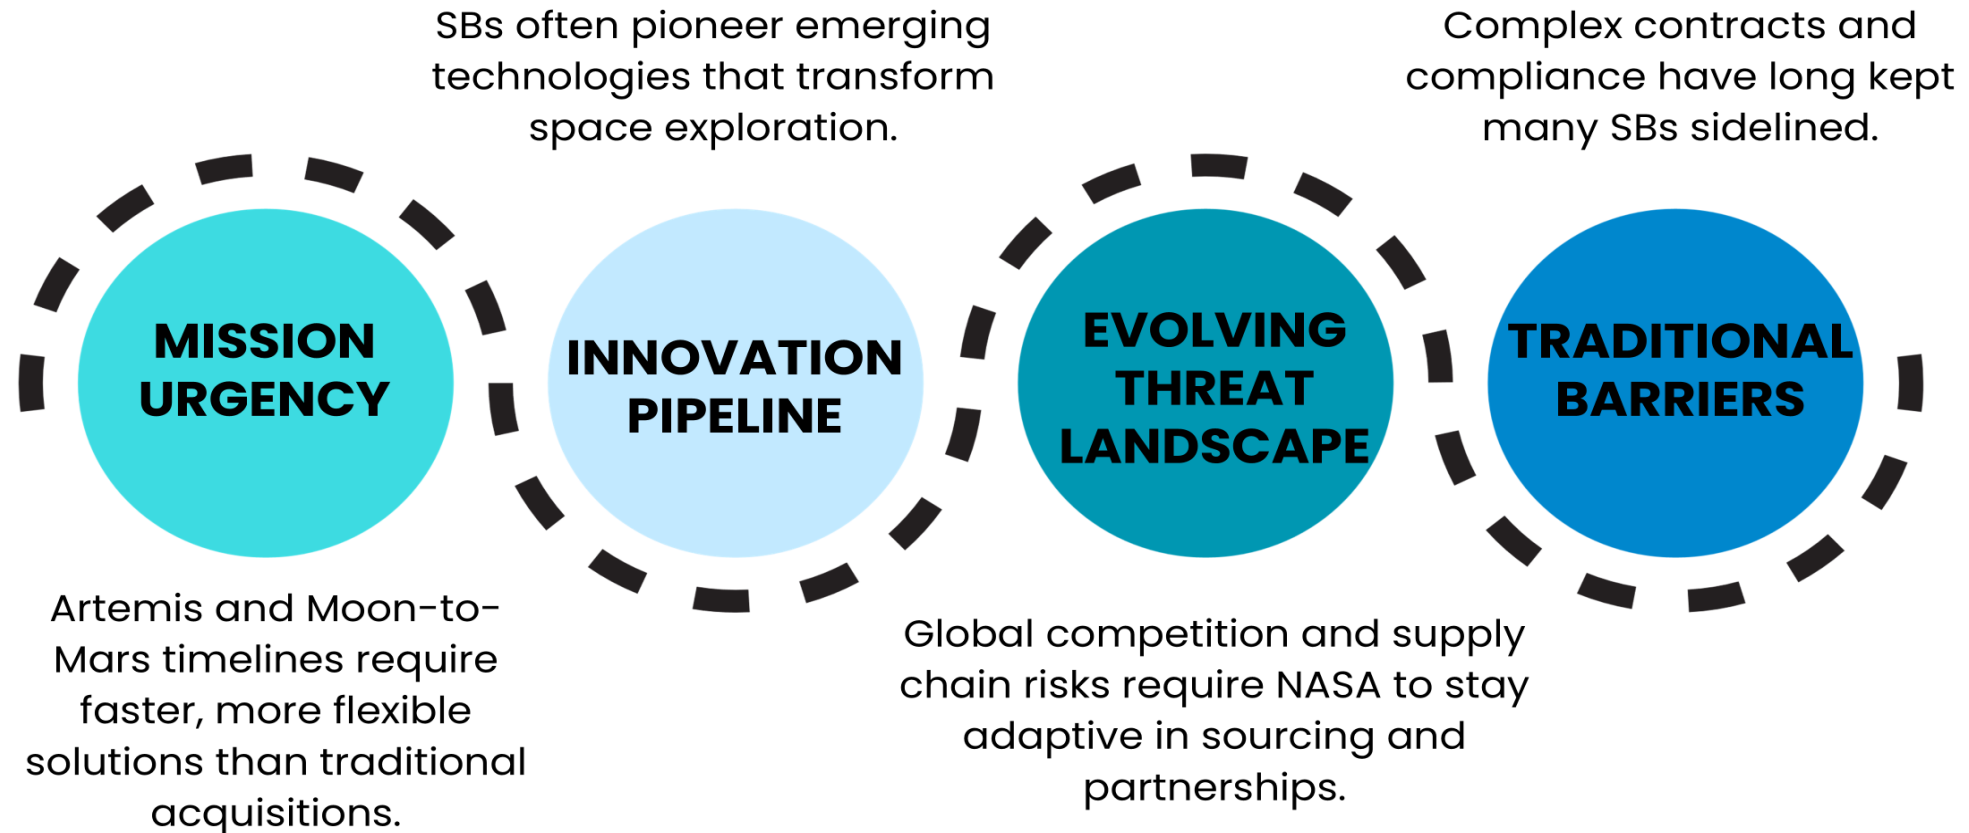 MISSION
URGENCY
Artemis and Moon-to-
Mars timelines require
faster, more flexible
solutions than traditional
acquisitions.
SBs often pioneer emerging
technologies that transform
space exploration.
INNOVATION
PIPELINE
EVOLVING
THREAT
LANDSCAPE
Global competition and supply
chain risks require NASA to stay
adaptive in sourcing and
partnerships.
Complex contracts and
compliance have long kept
many SBs sidelined.
TRADITIONAL
BARRIERS